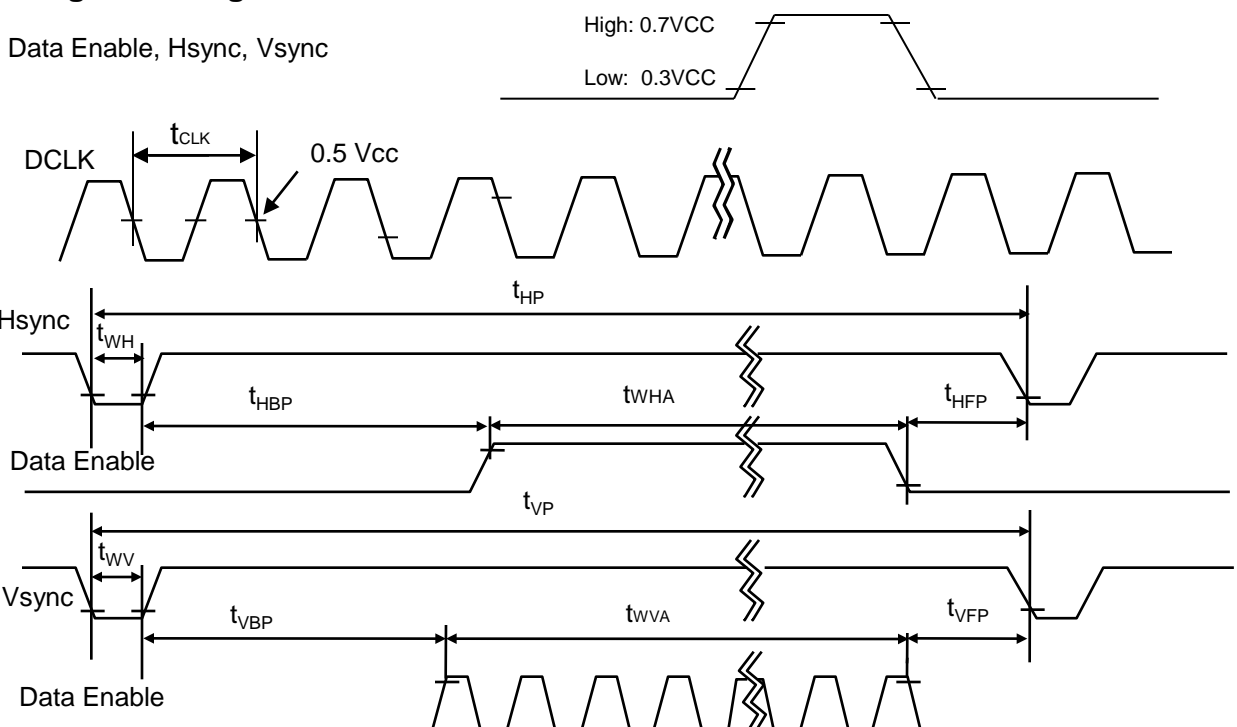 High: 0.7VCC
Data Enable, Hsync, Vsync
Low: 0.3VCC
tCLK
DCLK
0.5 Vcc
tHP
Hsync
tWH
tHBP
tWHA
tHFP
Data Enable
tVP
tWV
Vsync
tVBP
tWVA
tVFP
Data Enable